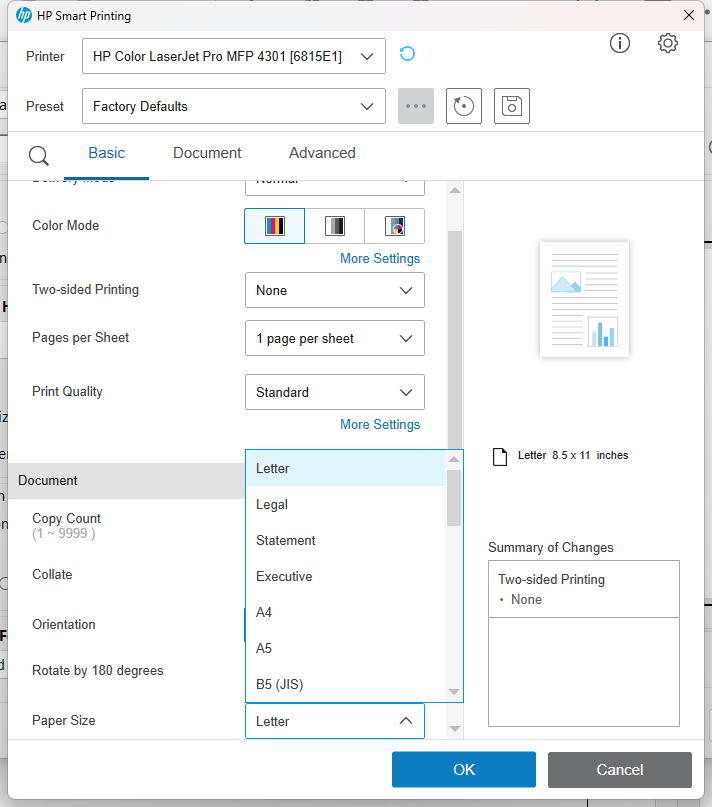 HP Smart Printing
Printer
HP Color LaserJet Pro MFP 4301 [6815E1]
Preset
Factory Defaults
Basic
Document
Advanced
Delivery Mode
Normal
Color Mode
More Settings
Two-sided Printing
None
Pages per Sheet
1 page per sheet
Print Quality
Standard
More Settings
Document
Copy Count
(1 ~ 9999 )
Collate
Orientation
Rotate by 180 degrees
Paper Size
Letter
Legal
Statement
Executive
A4
A5
B5 (JIS)
Letter
Letter 8.5 x 11 inches
Summary of Changes
Two-sided Printing
• None
OK
Cancel